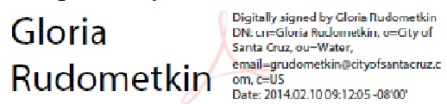 Gloria
Rudometkin
Digitally signed by Gloria Rudometkin
DN: cn=Gloria Rudometkin, o=City of
Santa Cruz, ou=Water,
email=grudometkin@cityofsantacruz.c
om, c=US
Date: 2014.02.10 09:12:05 -08'00'